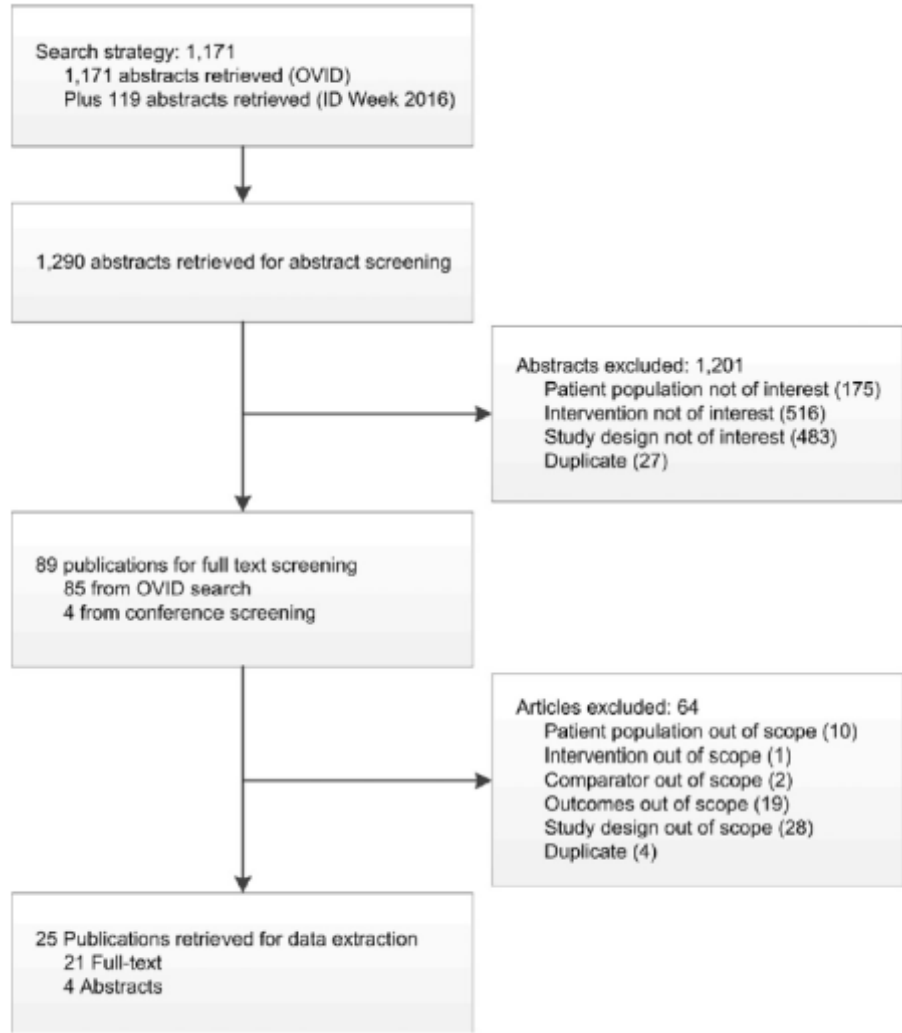 Search strategy: 1,171
1,171 abstracts retrieved (OVID)
Plus 119 abstracts retrieved (ID Week 2016)
1,290 abstracts retrieved for abstract screening
Abstracts excluded: 1,201
Patient population not of interest (175)
Intervention not of interest (516)
Study design not of interest (483)
Duplicate (27)
89 publications for full text screening
85 from OVID search
4 from conference screening
Articles excluded: 64
Patient population out of scope (10)
Intervention out of scope (1)
Comparator out of scope (2)
Outcomes out of scope (19)
Study design out of scope (28)
Duplicate (4)
25 Publications retrieved for data extraction
21 Full-text
4 Abstracts